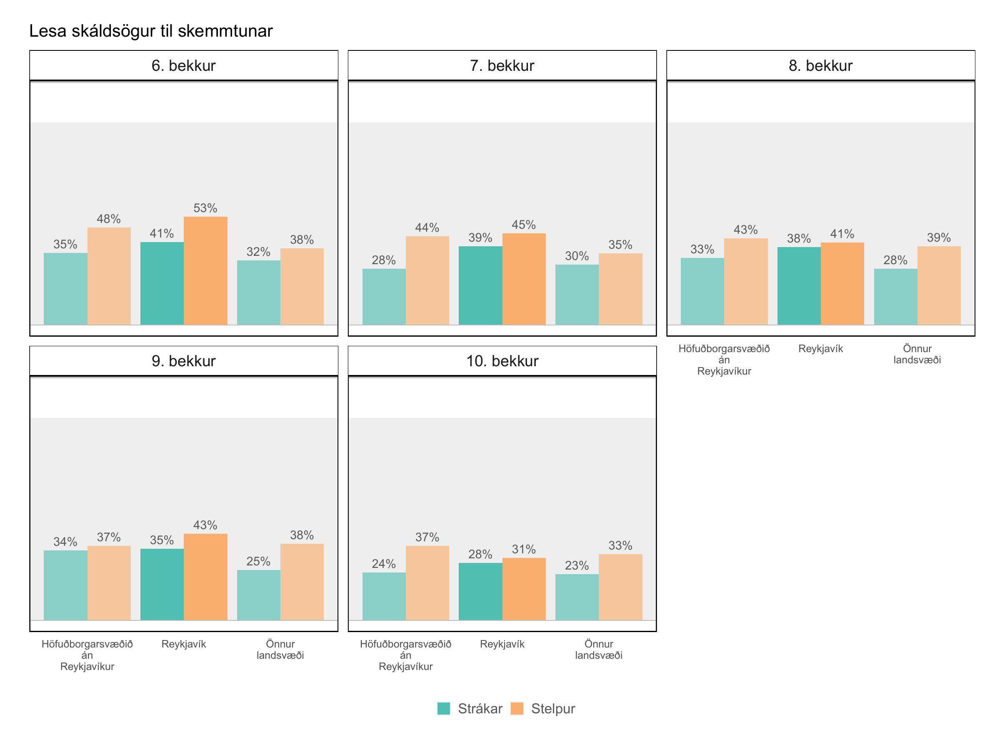 Lesa skáldsögur til skemmtunar
6. bekkur
7. bekkur
8. bekkur
35%
48%
41%
53%
32%
38%
28%
44%
39%
45%
30%
35%
33%
43%
38%
41%
28%
39%
Höfuðborgarsvæðið
án
Reykjavíkur
Reykjavík
Önnur
landsvæði
9. bekkur
10. bekkur
34%
37%
35%
43%
25%
38%
24%
37%
28%
31%
23%
33%
Höfuðborgarsvæðið
án
Reykjavíkur
Reykjavík
Önnur
landsvæði
Höfuðborgarsvæðið
án
Reykjavíkur
Reykjavík
Önnur
landsvæði
Strákar
Stelpur